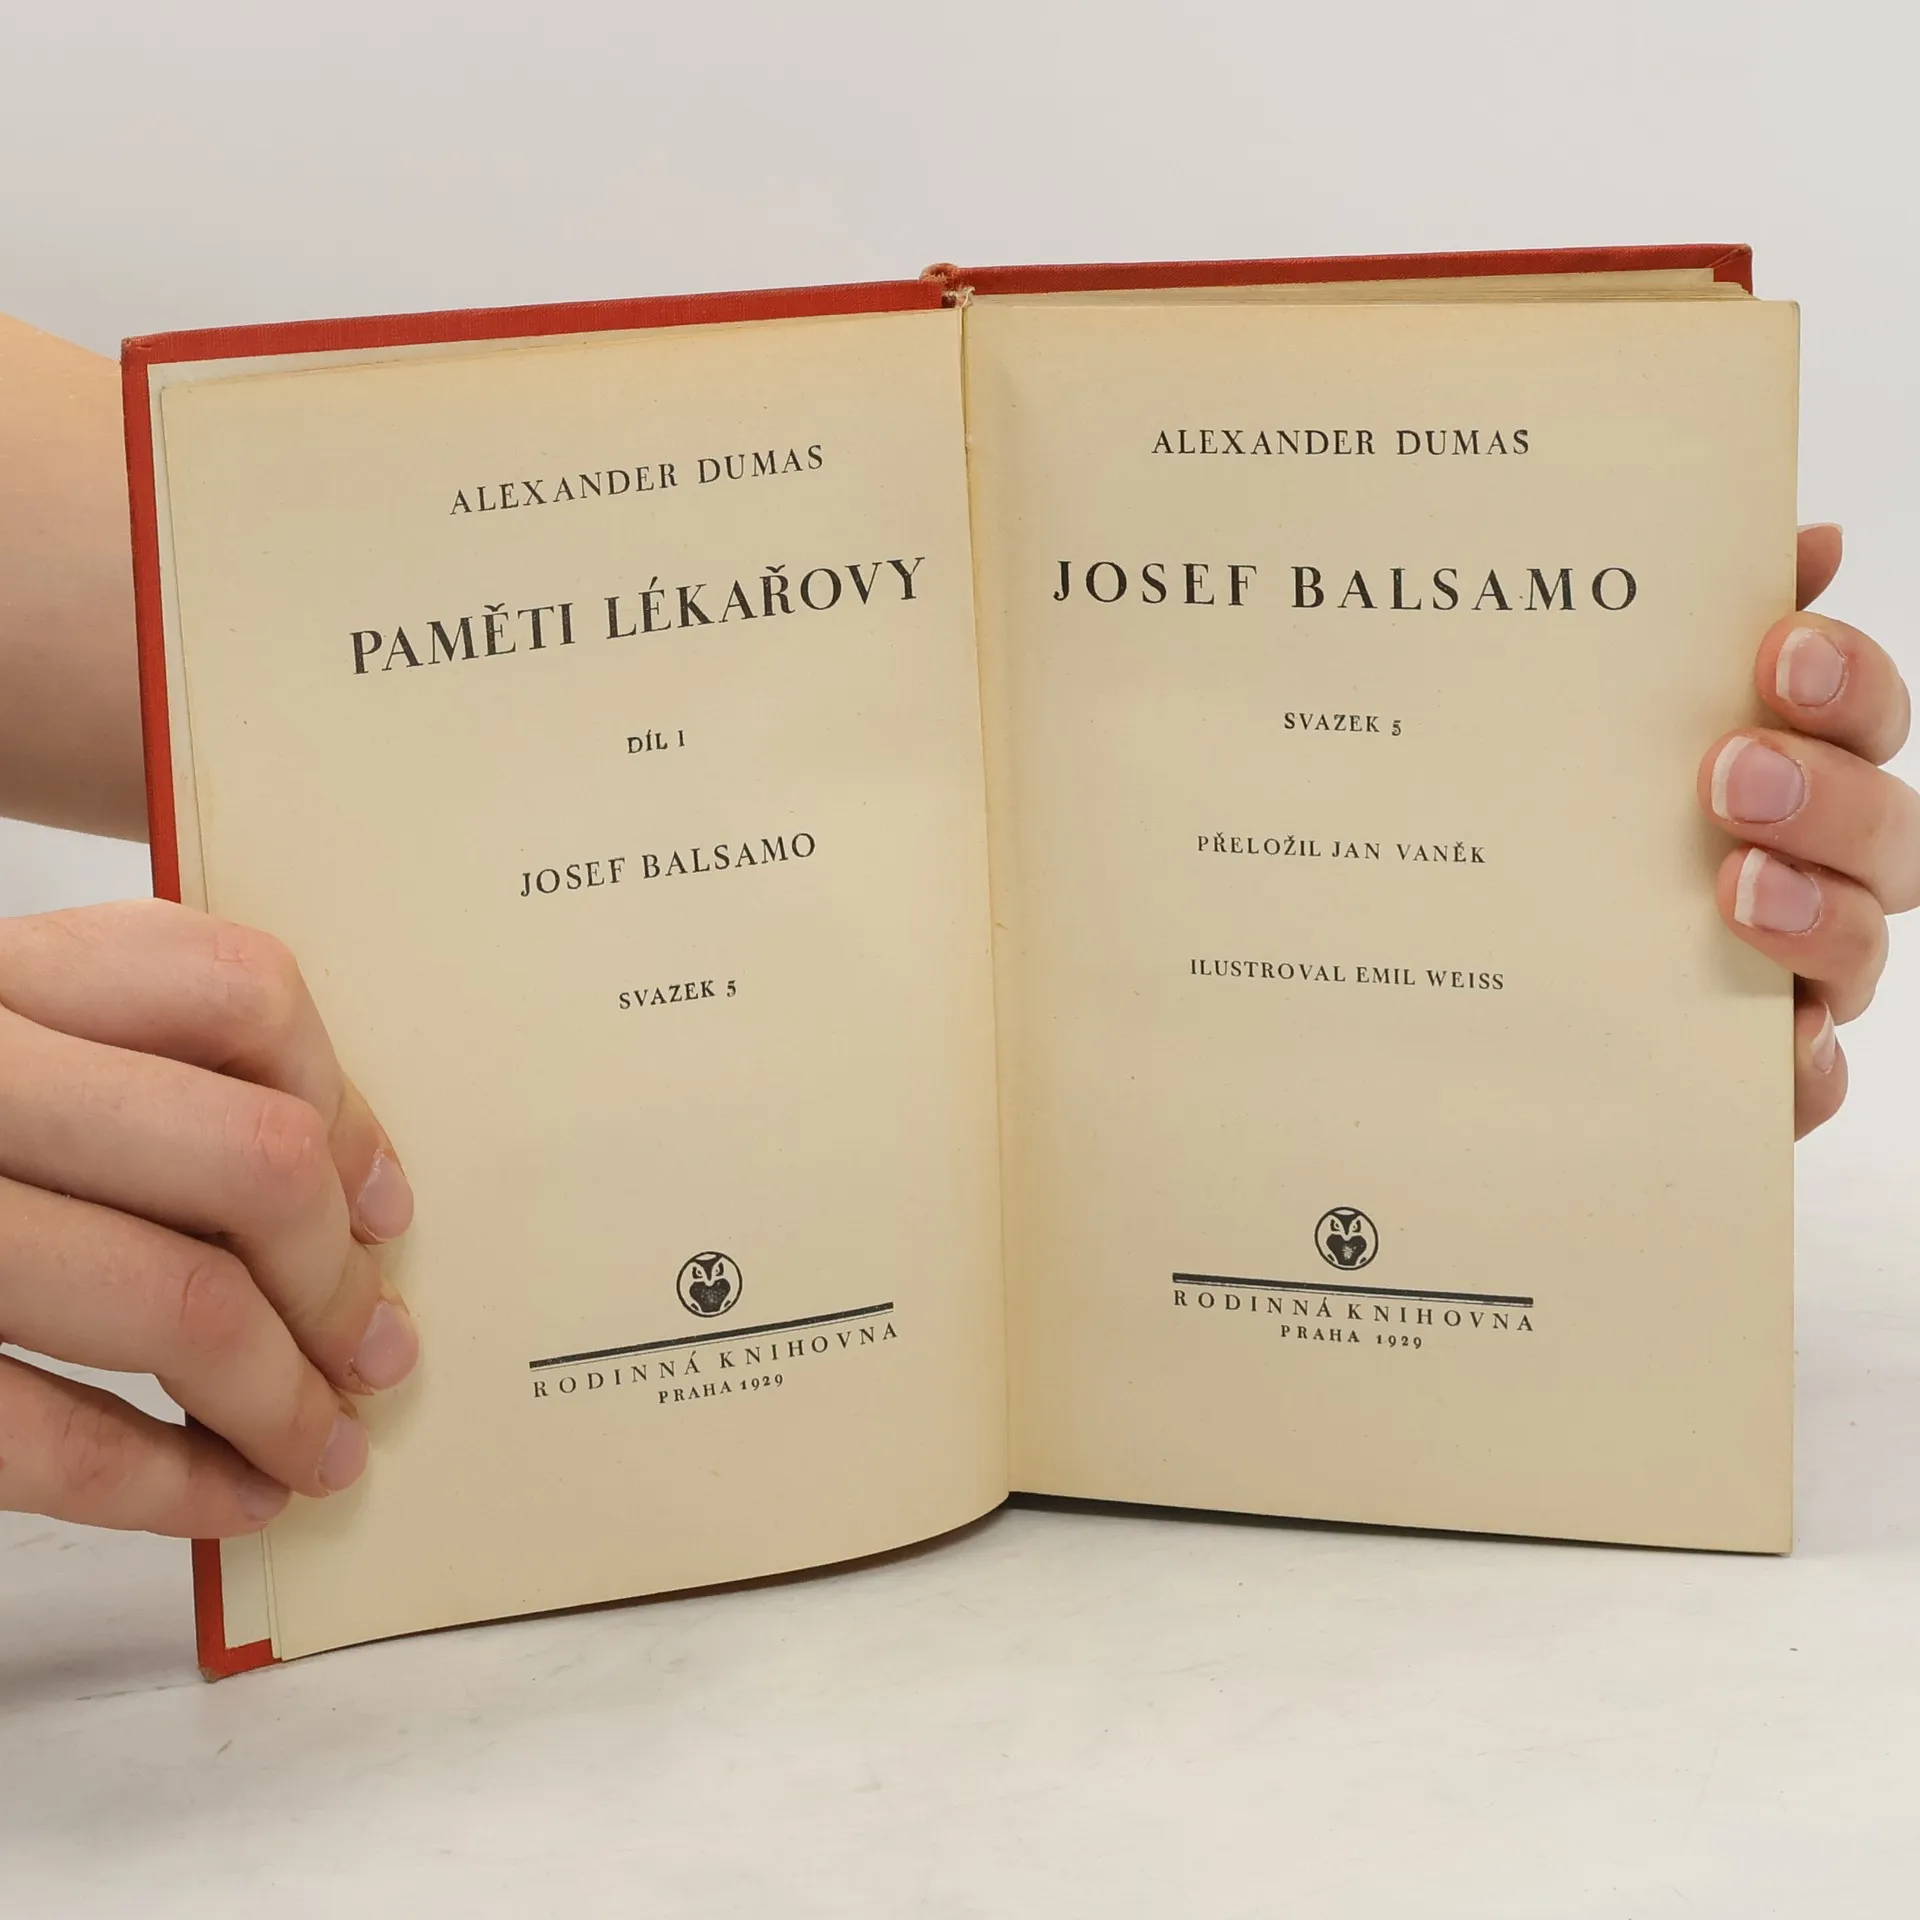 ALEXANDER DUMAS
PAMĚTI LÉKAŘOVY
DÍL I
JOSEF BALSAMO
SVAZEK 5
RODINNÁ KNIHOVNA
PRAHA 1929
ALEXANDER DUMAS
JOSEF BALSAMO
SVAZEK 5
PŘELOŽIL JAN VANĚK
ILUSTROVAL EMIL WEISS
RODINNÁ KNIHOVNA
PRAHA 1929